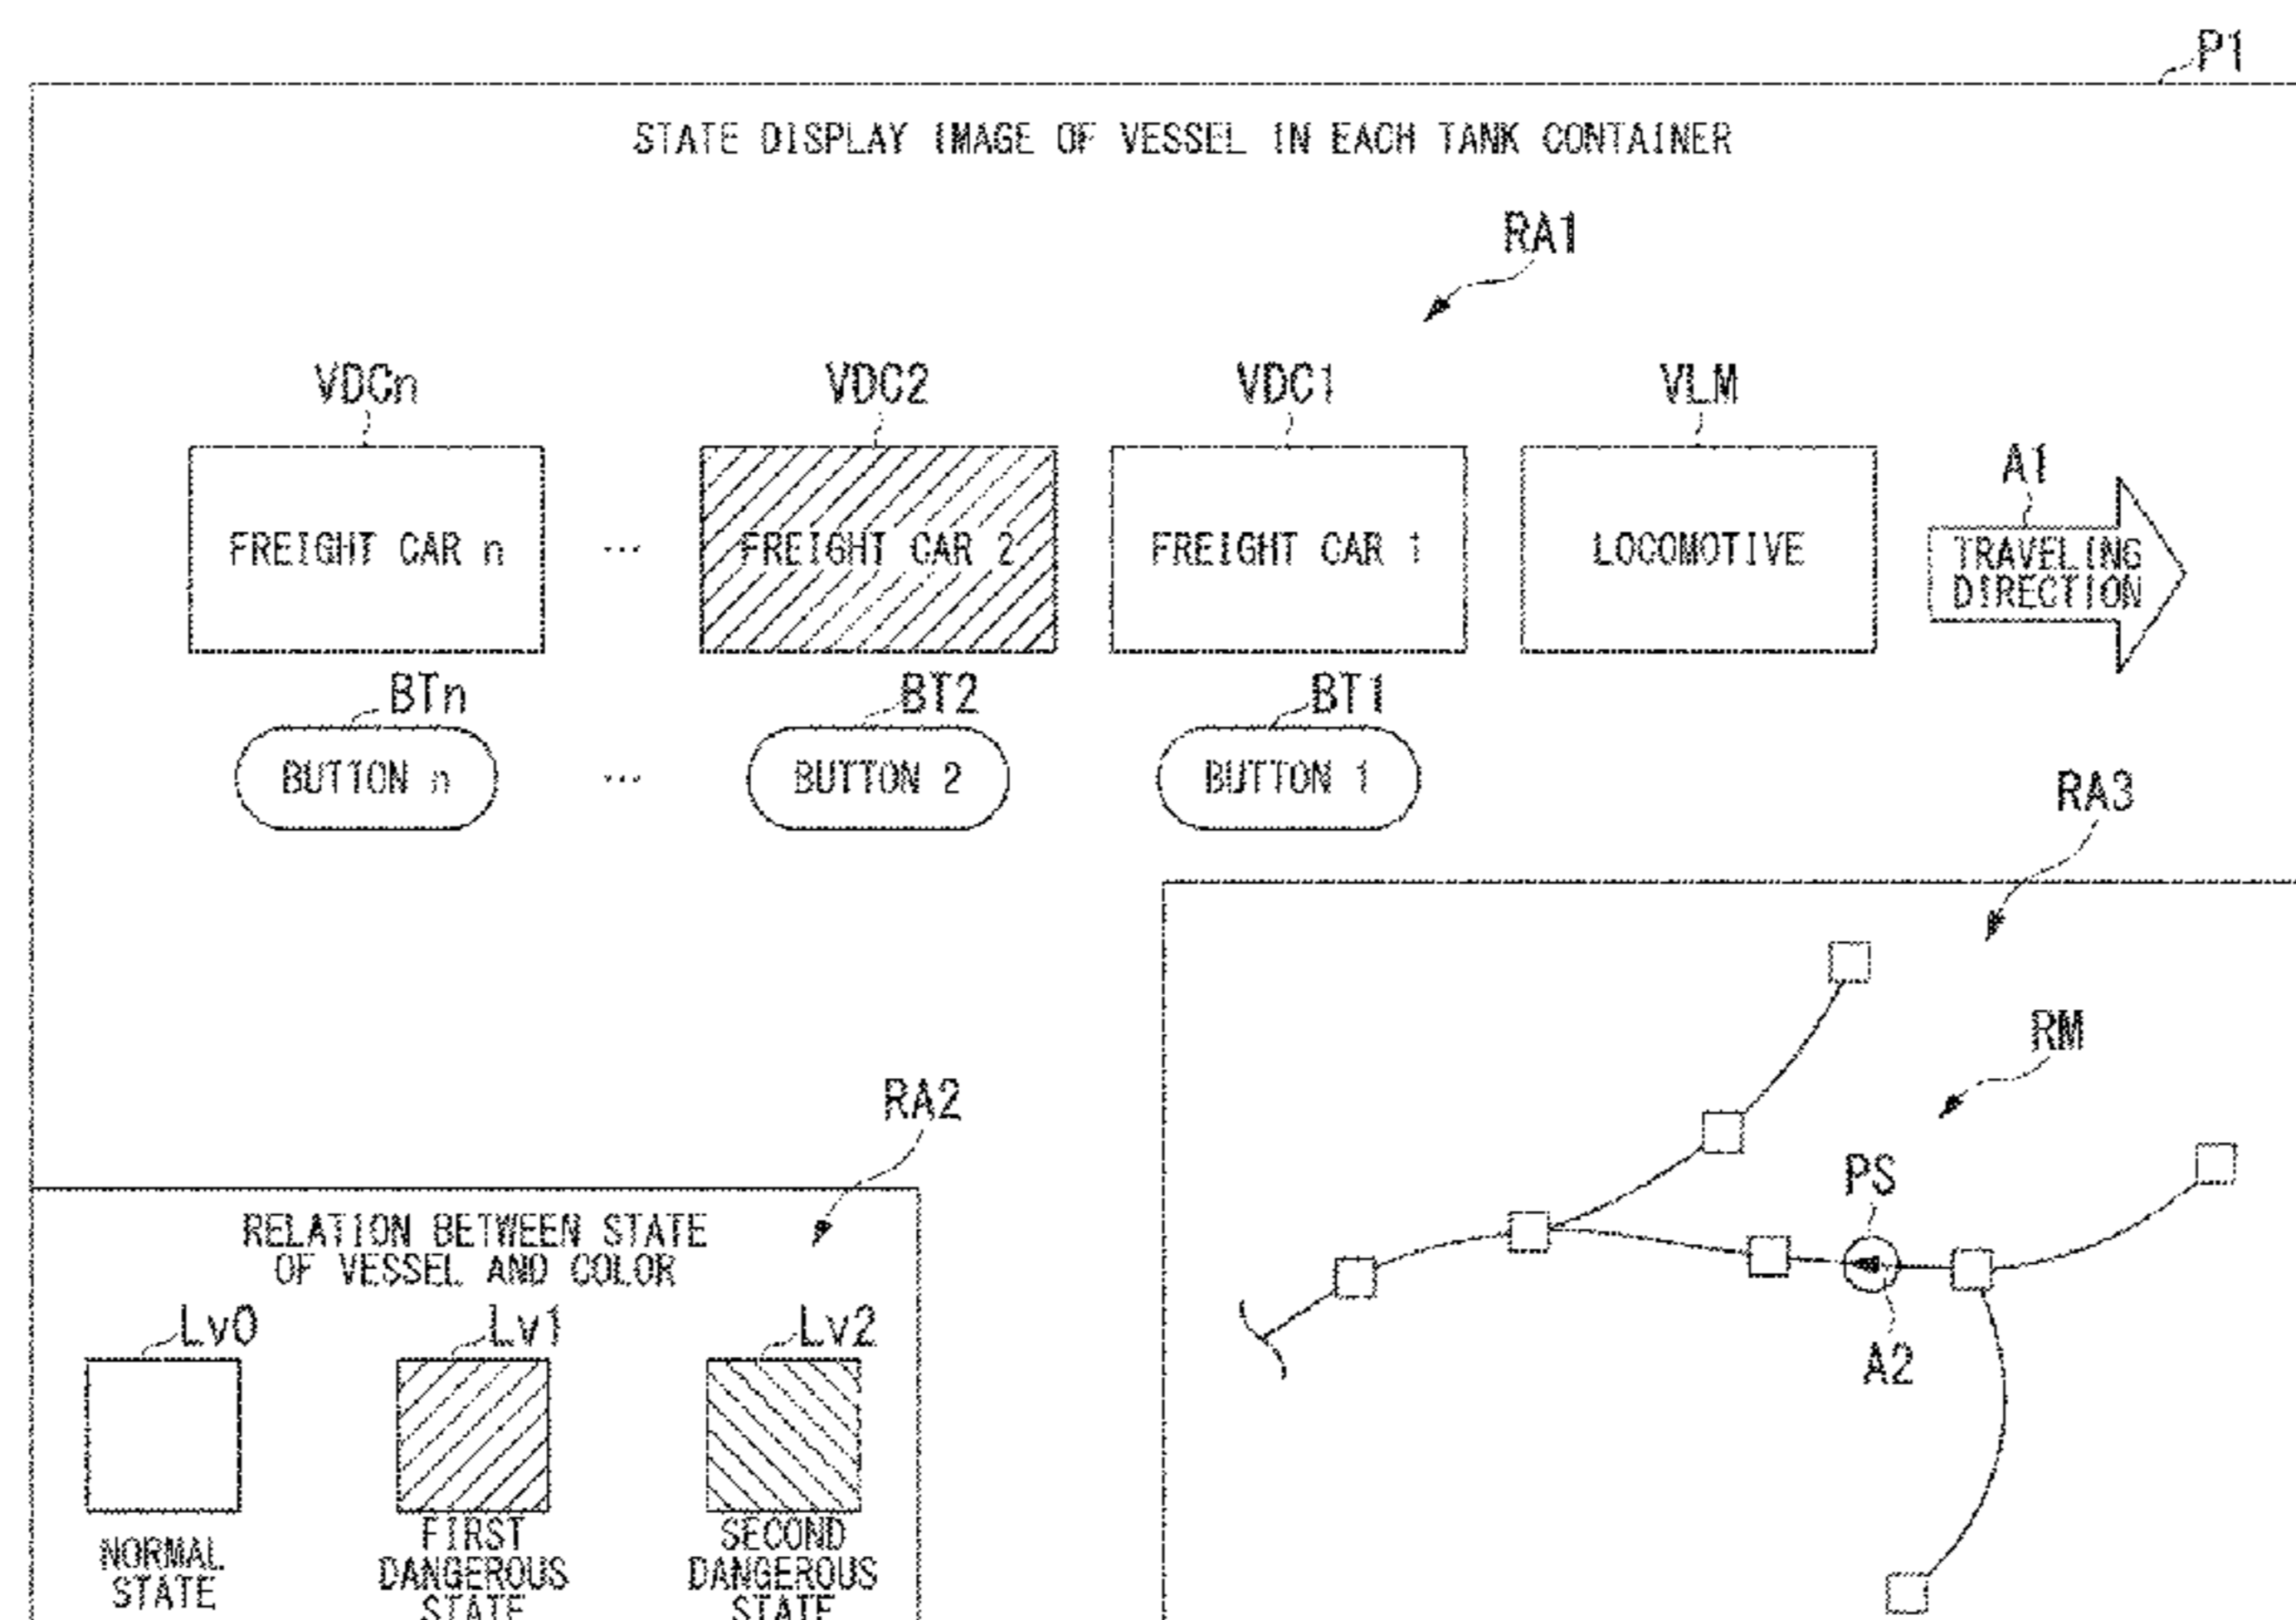 P1
STATE DISPLAY IMAGE OF VESSEL IN EACH TANK CONTAINER
RA1
VDCn
VDC2
VDC1
VLM
A1
FREIGHT CAR n
...
FREIGHT CAR 2
FREIGHT CAR 1
LOCOMOTIVE
TRAVELING
DIRECTION
BTn
BT2
BT1
BUTTON n
...
BUTTON 2
BUTTON 1
RA3
RM
RA2
PS
A2
RELATION BETWEEN STATE
OF VESSEL AND COLOR
Lv0
Lv1
Lv2
NORMAL
STATE
FIRST
DANGEROUS
STATE
SECOND
DANGEROUS
STATE